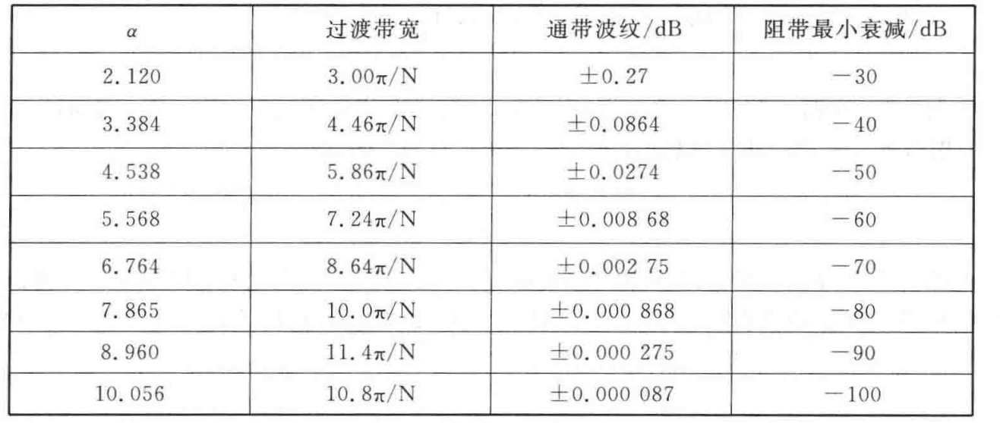 α 过渡带宽 通带波纹/dB 阻带最小衰减/dB
2.120 3.00π/N ±0.27 －30
3.384 4.46π/N ±0.0864 －40
4.538 5.86π/N ±0.0274 －50
5.568 7.24π/N ±0.008 68 －60
6.764 8.64π/N ±0.002 75 －70
7.865 10.0π/N ±0.000 868 －80
8.960 11.4π/N ±0.000 275 －90
10.056 10.8π/N ±0.000 087 －100